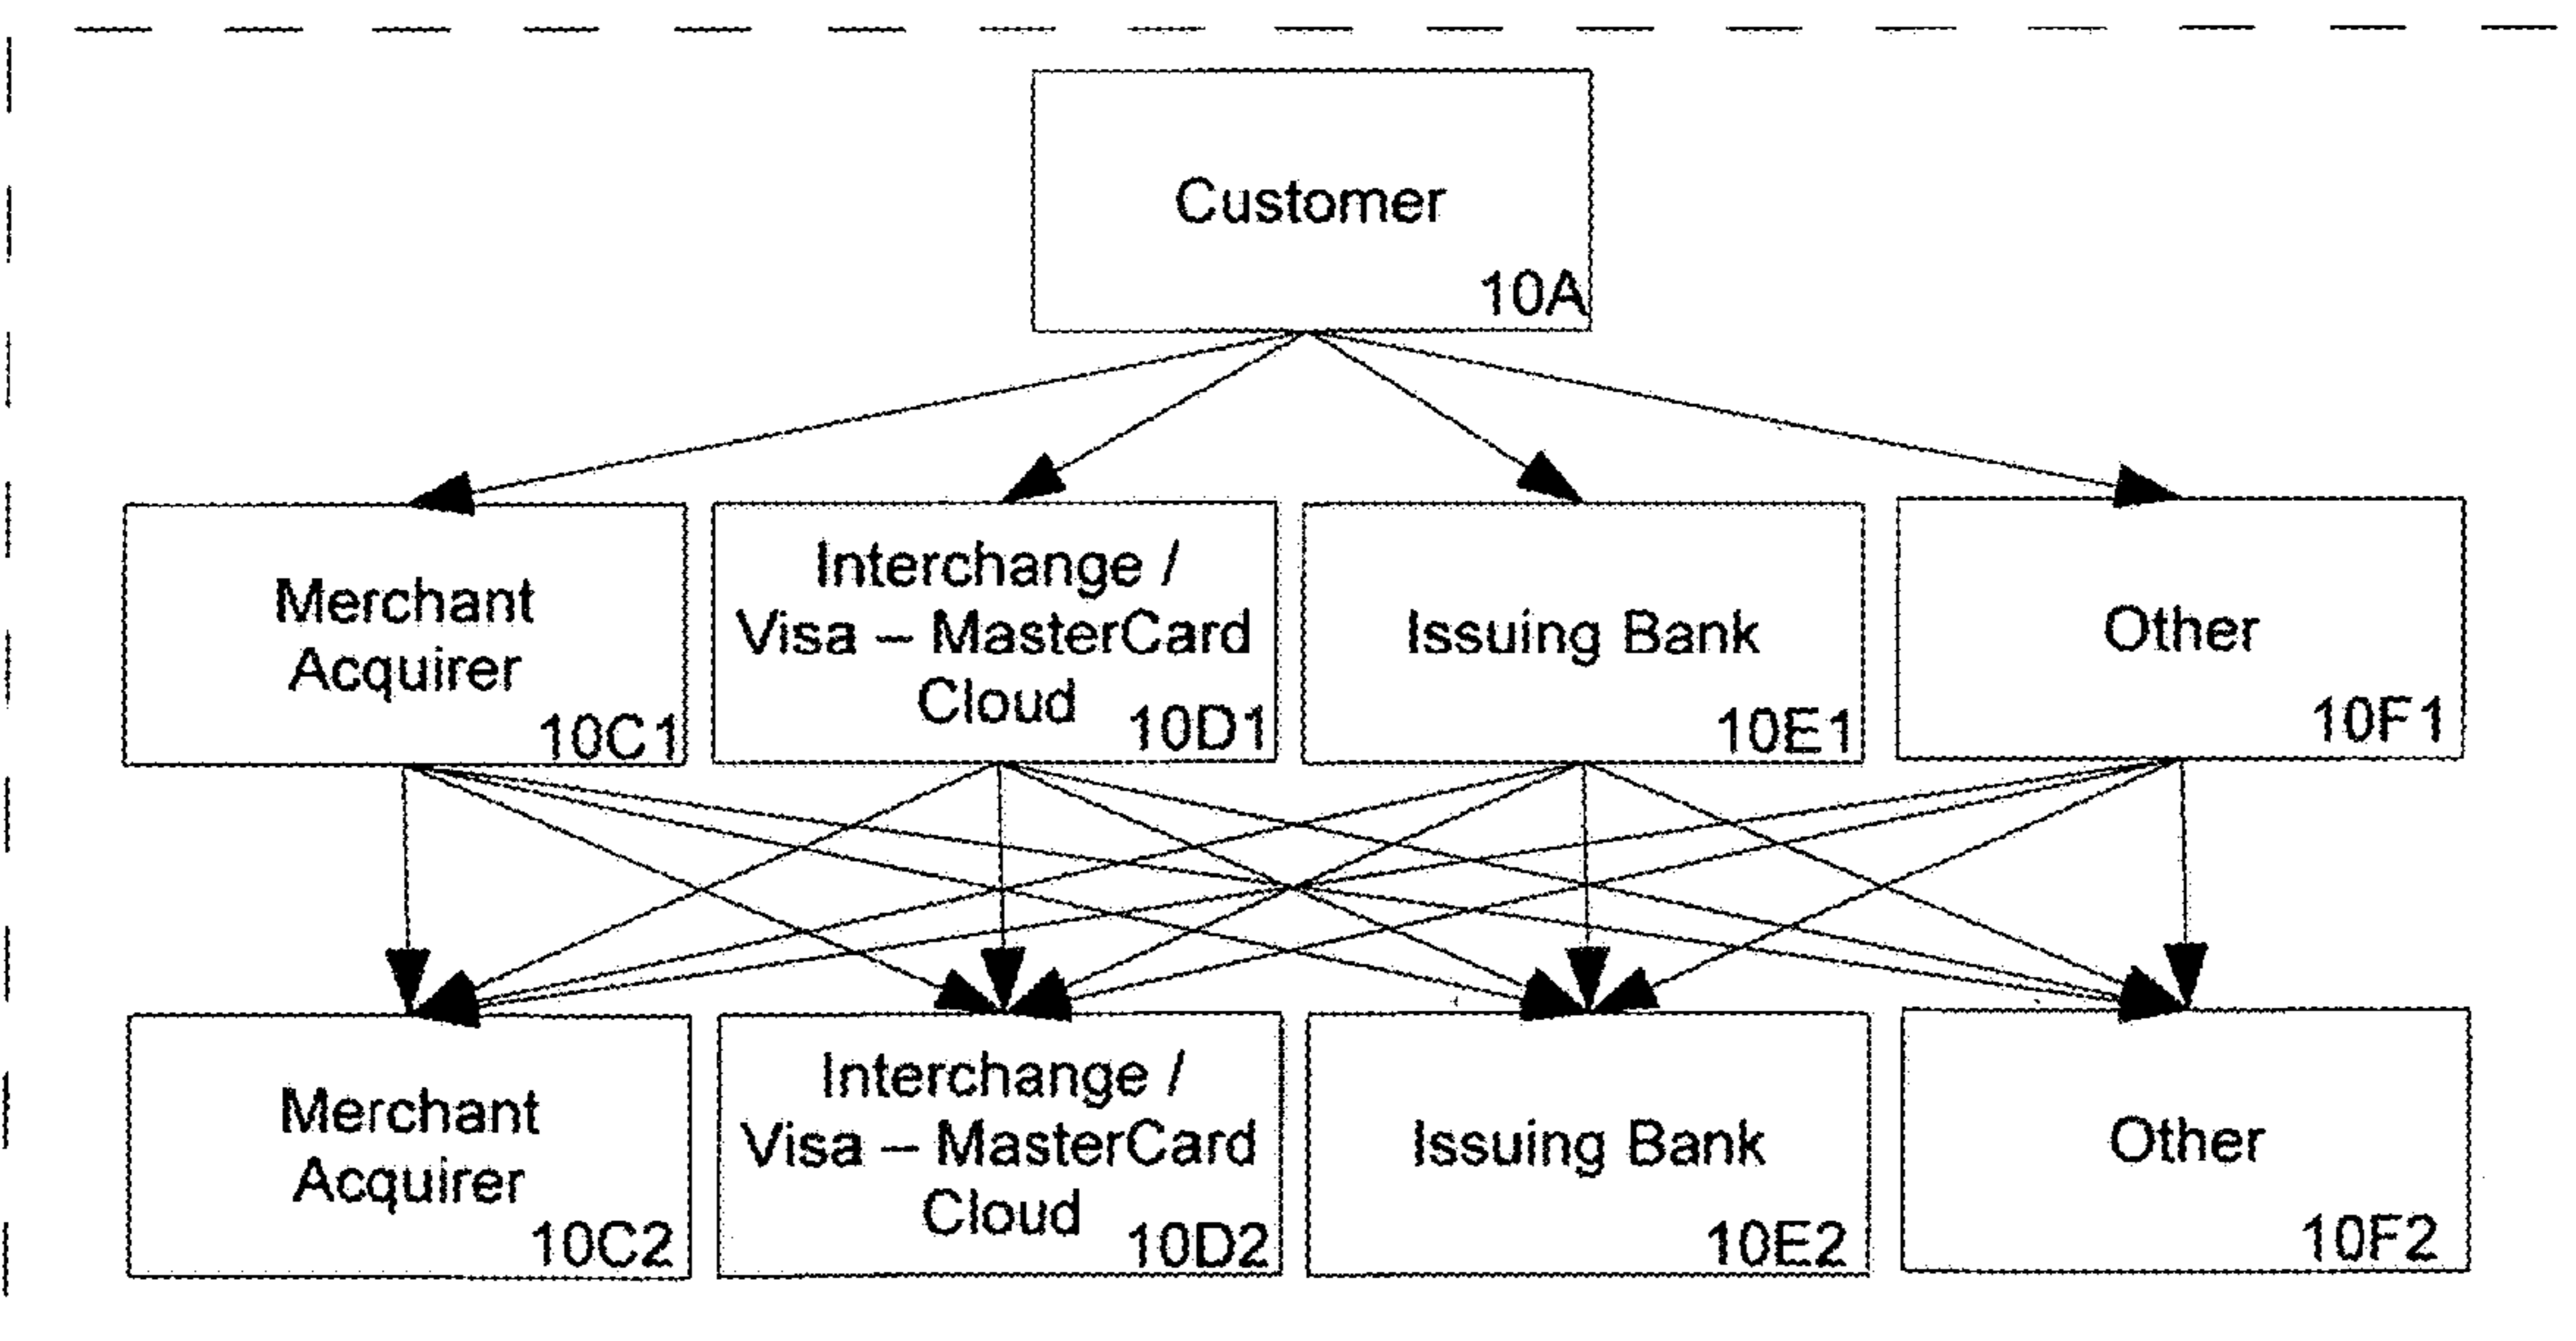 Customer
10A
Merchant
Acquirer
10C1
Interchange /
Visa – MasterCard
Cloud
10D1
Issuing Bank
10E1
Other
10F1
Merchant
Acquirer
10C2
Interchange /
Visa – MasterCard
Cloud
10D2
Issuing Bank
10E2
Other
10F2